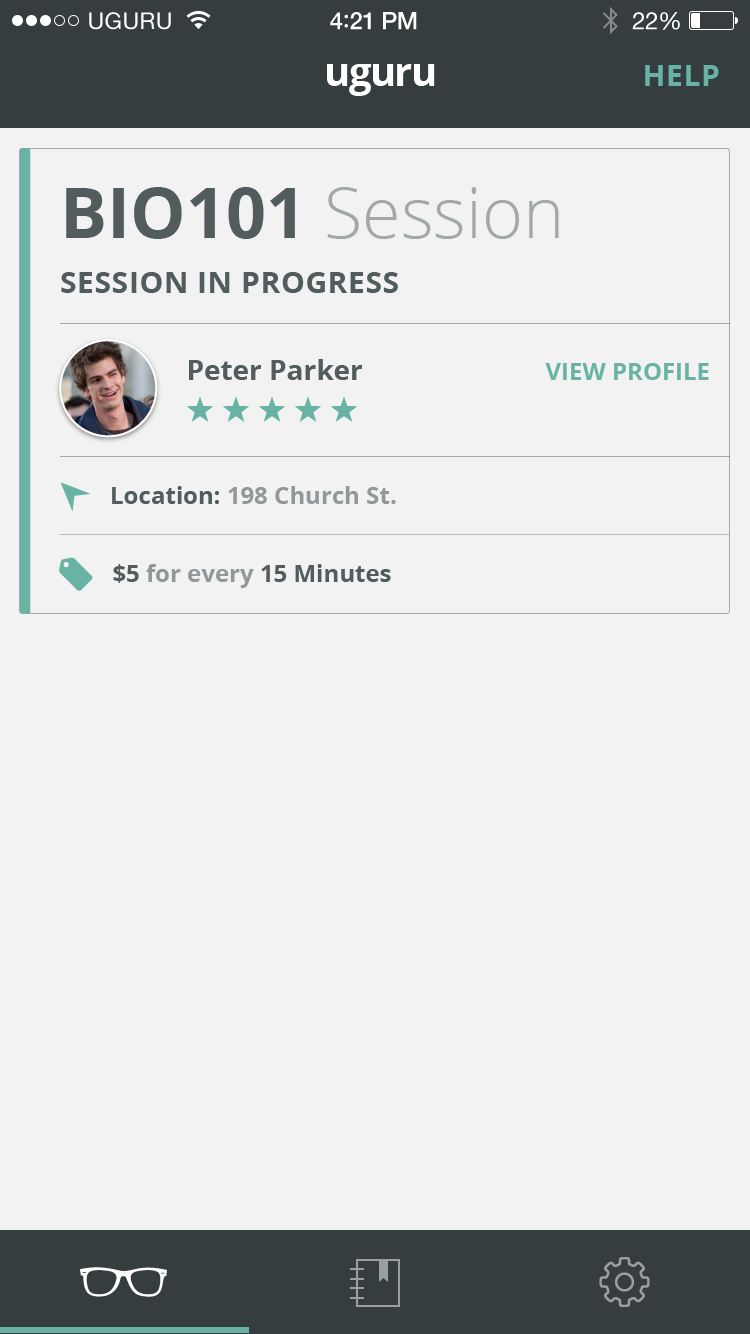 UGURU 4:21 PM 22%
uguru HELP
BIO101 Session
SESSION IN PROGRESS
Peter Parker VIEW PROFILE
Location: 198 Church St.
$5 for every 15 Minutes